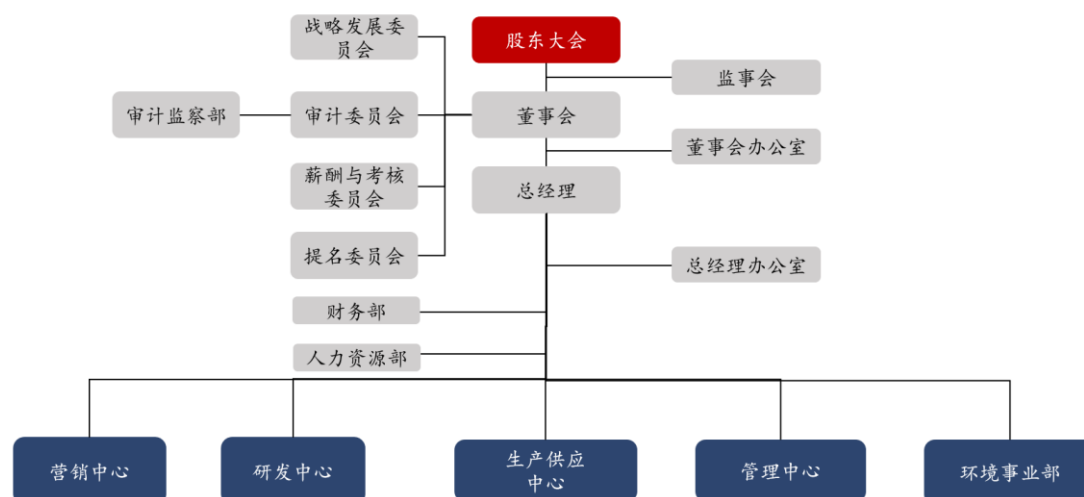 战略发展委
员会
股东大会
监事会
审计监察部
审计委员会
董事会
董事会办公室
薪酬与考核
委员会
总经理
提名委员会
总经理办公室
财务部
人力资源部
营销中心
研发中心
生产供应
中心
管理中心
环境事业部